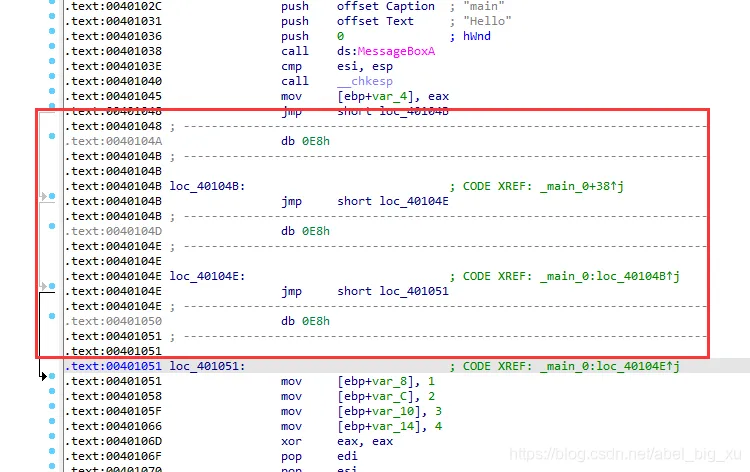 .text:0040102C push offset Caption ; "main"
.text:00401031 push offset Text ; "Hello"
.text:00401036 push 0 ; hWnd
.text:00401038 call ds:MessageBoxA
.text:0040103E cmp esi, esp
.text:00401040 call __chkesp
.text:00401045 mov [ebp+var_4], eax
.text:00401048 jmp short loc_40104B
.text:00401048 ; ---------------------------------------------------------------------------
.text:0040104A db 0E8h
.text:0040104B ; ---------------------------------------------------------------------------
.text:0040104B
.text:0040104B loc_40104B: ; CODE XREF: _main_0+38↑j
.text:0040104B jmp short loc_40104E
.text:0040104B ; ---------------------------------------------------------------------------
.text:0040104D db 0E8h
.text:0040104E ; ---------------------------------------------------------------------------
.text:0040104E
.text:0040104E loc_40104E: ; CODE XREF: _main_0:loc_40104B↑j
.text:0040104E jmp short loc_401051
.text:0040104E ; ---------------------------------------------------------------------------
.text:00401050 db 0E8h
.text:00401051 ; ---------------------------------------------------------------------------
.text:00401051
.text:00401051 loc_401051: ; CODE XREF: _main_0:loc_40104E↑j
.text:00401051 mov [ebp+var_8], 1
.text:00401058 mov [ebp+var_C], 2
.text:0040105F mov [ebp+var_10], 3
.text:00401066 mov [ebp+var_14], 4
.text:0040106D xor eax, eax
.text:0040106F pop edi
.text:00401070 pop esi
https://blog.csdn.net/abel_big_xu